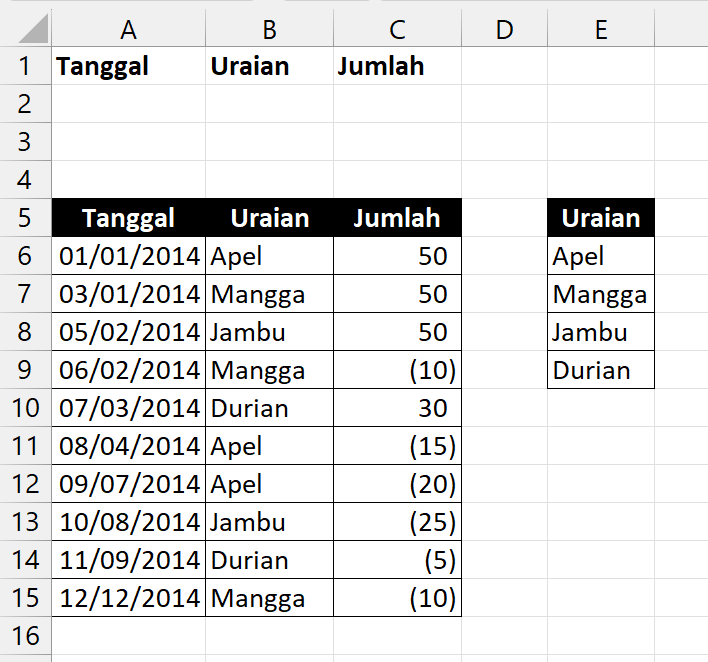 A B C D E
1 Tanggal Uraian Jumlah
2
3
4
5 Tanggal Uraian Jumlah Uraian
6 01/01/2014 Apel 50 Apel
7 03/01/2014 Mangga 50 Mangga
8 05/02/2014 Jambu 50 Jambu
9 06/02/2014 Mangga (10) Durian
10 07/03/2014 Durian 30
11 08/04/2014 Apel (15)
12 09/07/2014 Apel (20)
13 10/08/2014 Jambu (25)
14 11/09/2014 Durian (5)
15 12/12/2014 Mangga (10)
16